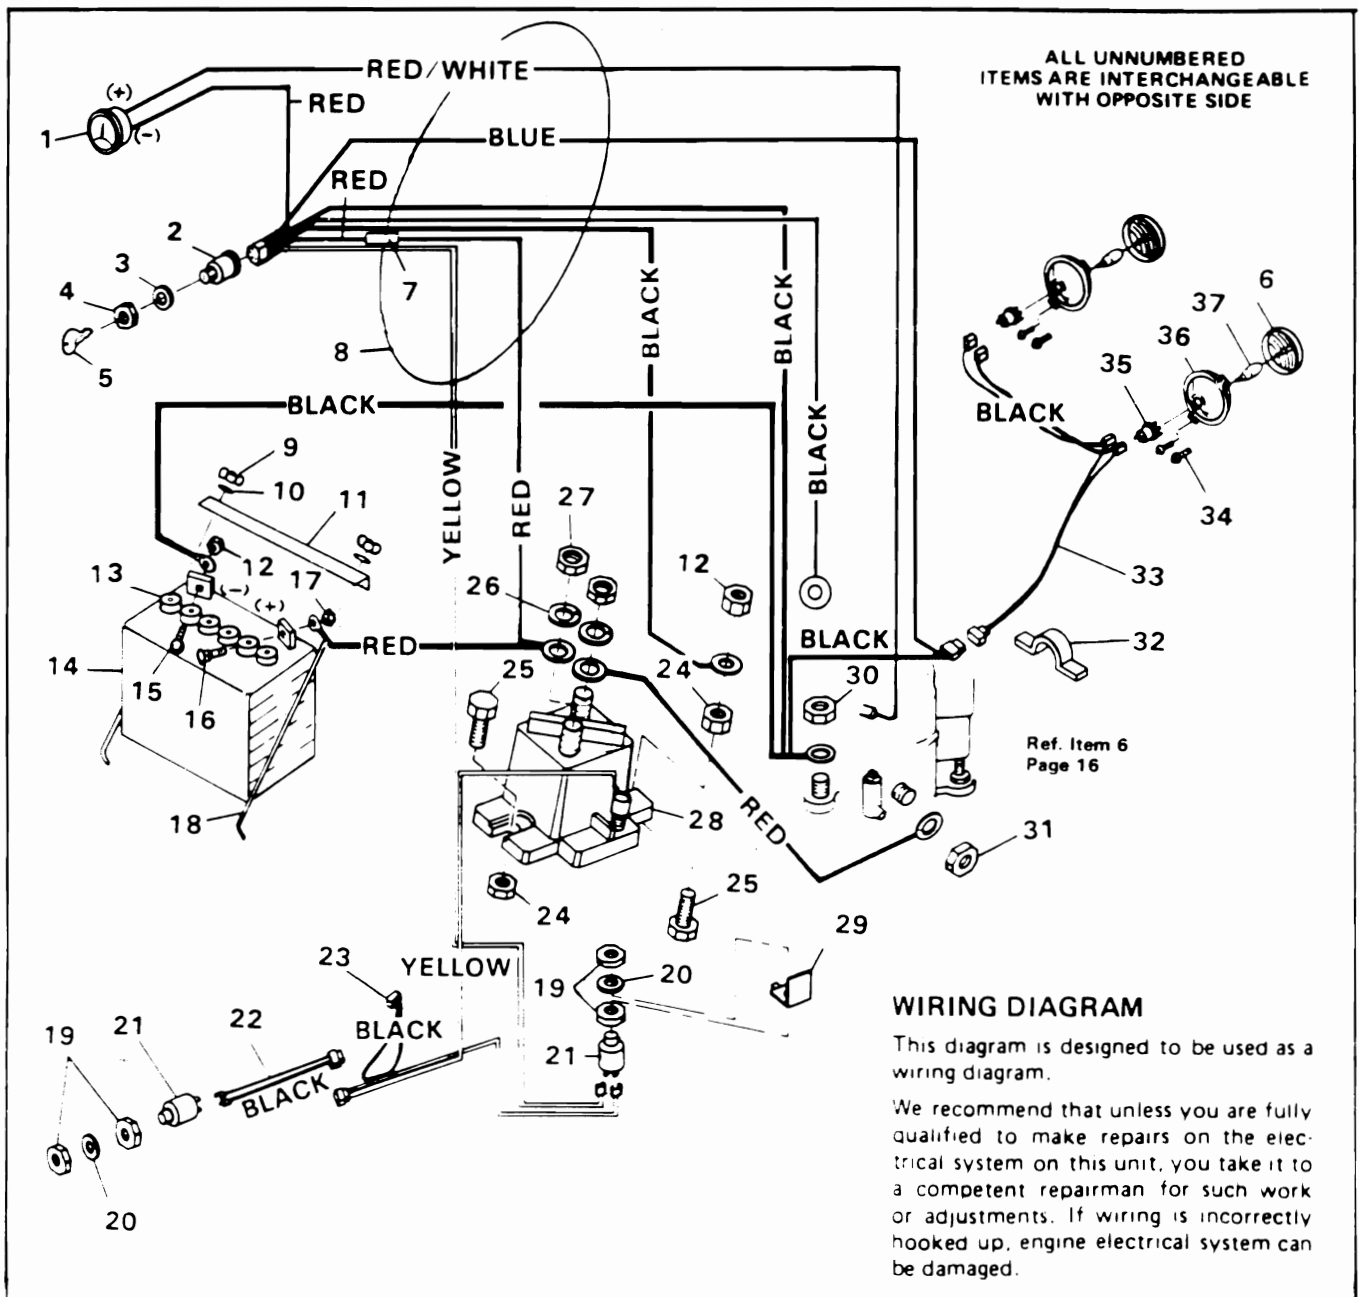 ALL UNNUMBERED
ITEMS ARE INTERCHANGEABLE
WITH OPPOSITE SIDE
RED/WHITE
(+)
RED
1
(-)
BLUE
RED
2
3
4
7
5
8
BLACK
BLACK
BLACK
37
6
36
35
BLACK
34
BLACK
9
10
11
YELLOW
RED
27
12
13
12
17
(-)
(+)
26
33
RED
BLACK
32
14
15
16
25
24
30
Ref. Item 6
Page 16
18
28
RED
31
24
25
29
23
YELLOW
19
20
BLACK
19
21
22
21
BLACK
20
WIRING DIAGRAM
This diagram is designed to be used as a
wiring diagram.
We recommend that unless you are fully
qualified to make repairs on the elec-
trical system on this unit, you take it to
a competent repairman for such work
or adjustments. If wiring is incorrectly
hooked up, engine electrical system can
be damaged.